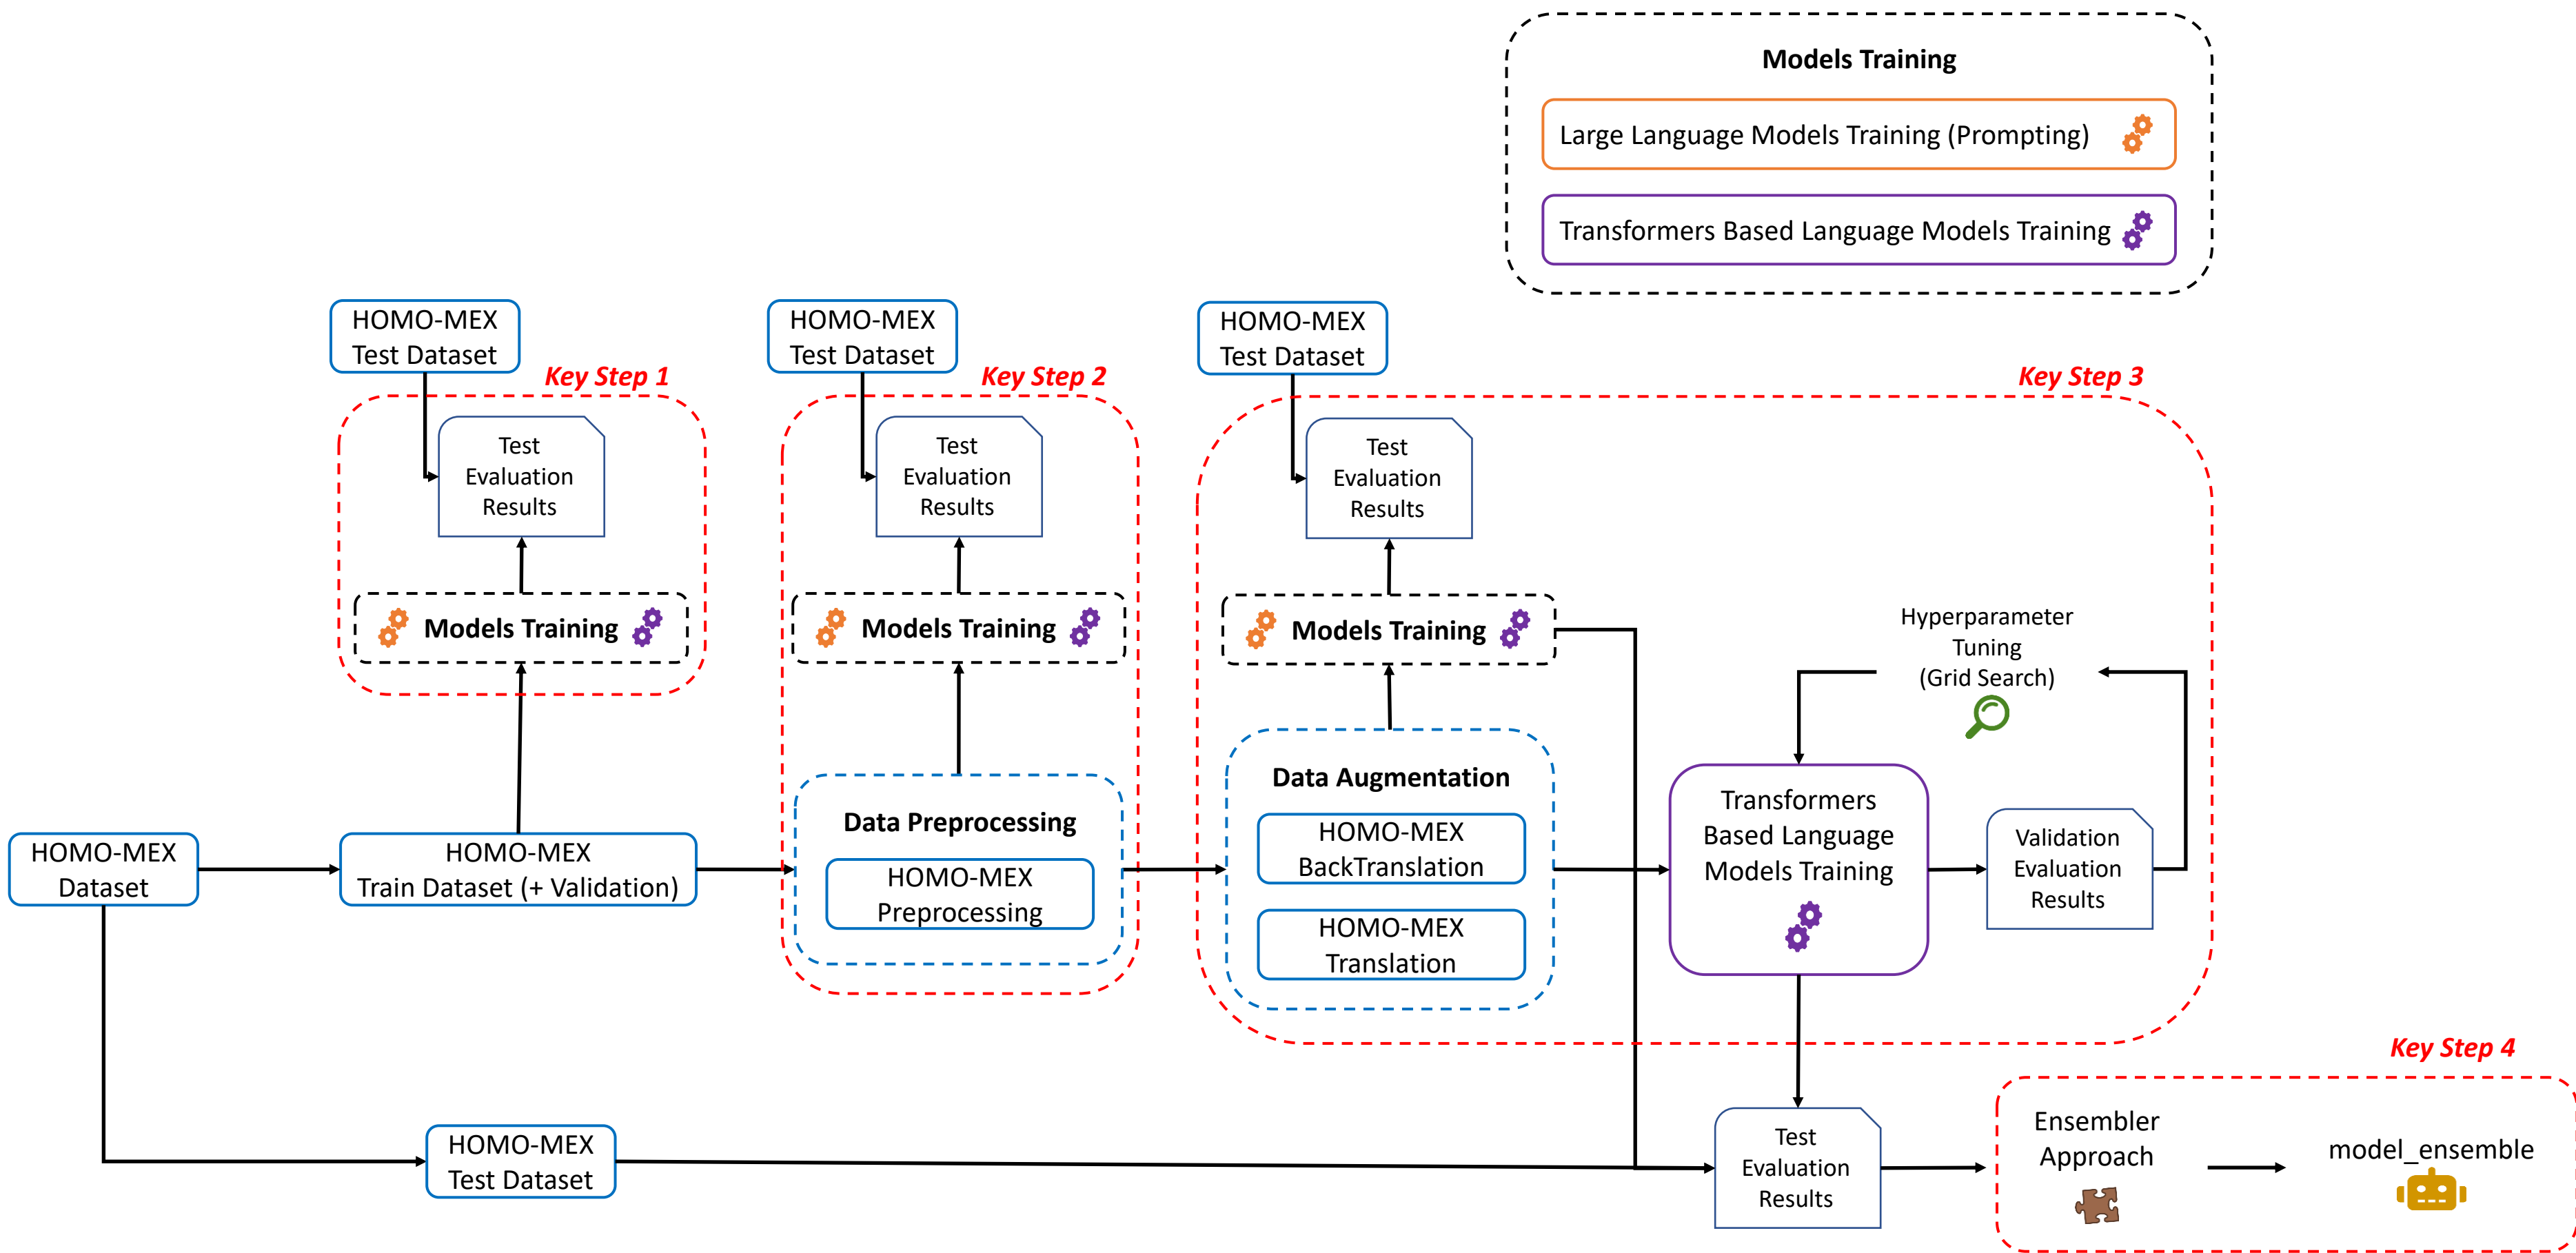 Models Training
Large Language Models Training (Prompting)
Transformers Based Language Models Training
HOMO-MEX
Test Dataset
HOMO-MEX
Test Dataset
HOMO-MEX
Test Dataset
Key Step 1
Key Step 2
Key Step 3
Test
Evaluation
Results
Test
Evaluation
Results
Test
Evaluation
Results
Models Training
Models Training
Models Training
Hyperparameter
Tuning
(Grid Search)
HOMO-MEX
Dataset
HOMO-MEX
Train Dataset (+ Validation)
Data Preprocessing
HOMO-MEX
Preprocessing
Data Augmentation
HOMO-MEX
BackTranslation
HOMO-MEX
Translation
Transformers
Based Language
Models Training
Validation
Evaluation
Results
Key Step 4
HOMO-MEX
Test Dataset
Test
Evaluation
Results
Ensembler
Approach
model_ensemble